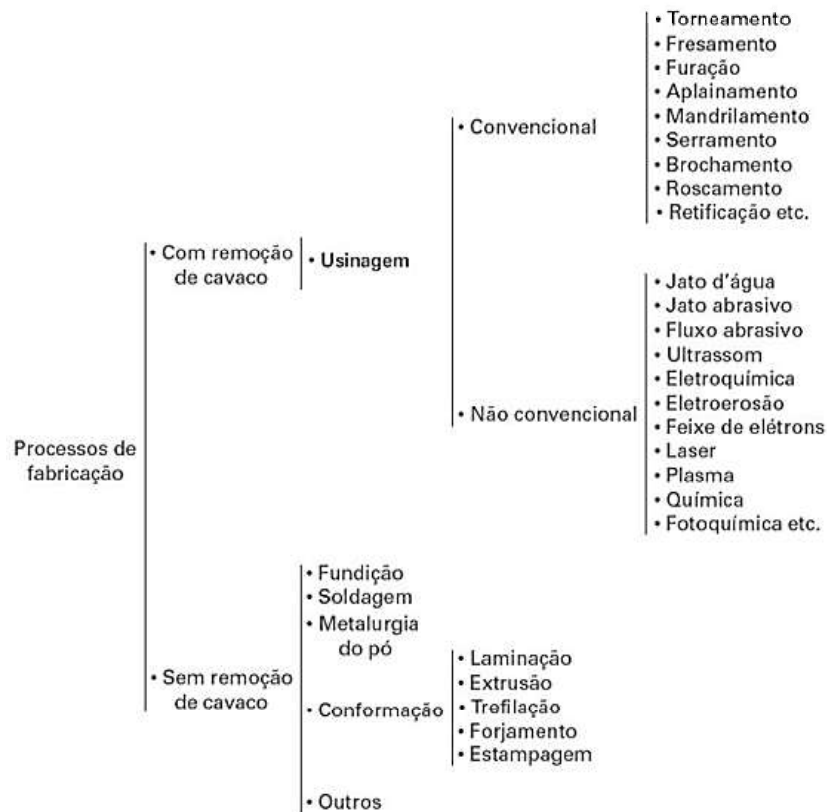 Processos de
fabricação
• Com remoção
de cavaco
• Usinagem
• Convencional
• Torneamento
• Fresamento
• Furação
• Aplainamento
• Mandrilamento
• Serramento
• Brochamento
• Roscamento
• Retificação etc.
• Não convencional
• Jato d'água
• Jato abrasivo
• Fluxo abrasivo
• Ultrassom
• Eletroquímica
• Eletroerosão
• Feixe de elétrons
• Laser
• Plasma
• Química
• Fotoquímica etc.
• Sem remoção
de cavaco
• Fundição
• Soldagem
• Metalurgia
do pó
• Conformação
• Laminação
• Extrusão
• Trefilação
• Forjamento
• Estampagem
• Outros